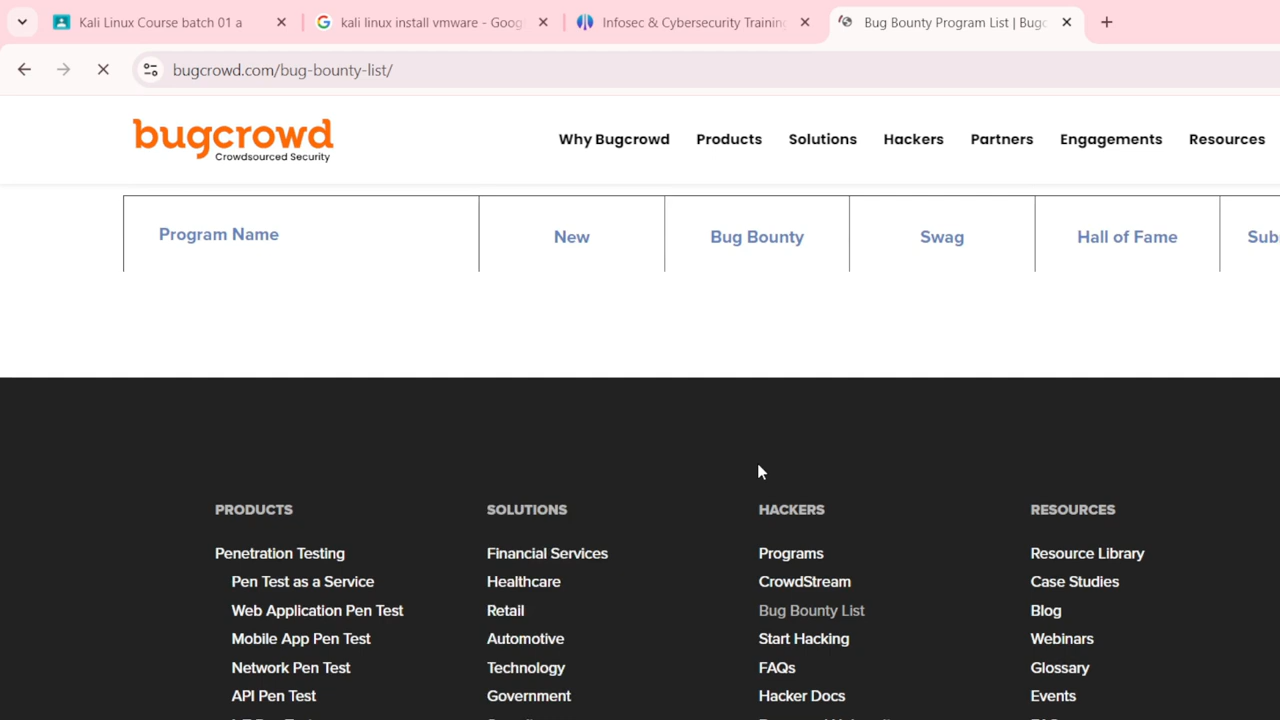 Kali Linux Course batch 01 a
kali linux install vmware - Goog
Infosec & Cybersecurity Training
Bug Bounty Program List | Bugc
bugcrowd.com/bug-bounty-list/
bugcrowd
Crowdsourced Security
Why Bugcrowd Products Solutions Hackers Partners Engagements Resources
Program Name New Bug Bounty Swag Hall of Fame Sub
PRODUCTS
Penetration Testing
Pen Test as a Service
Web Application Pen Test
Mobile App Pen Test
Network Pen Test
API Pen Test
SOLUTIONS
Financial Services
Healthcare
Retail
Automotive
Technology
Government
HACKERS
Programs
CrowdStream
Bug Bounty List
Start Hacking
FAQs
Hacker Docs
RESOURCES
Resource Library
Case Studies
Blog
Webinars
Glossary
Events